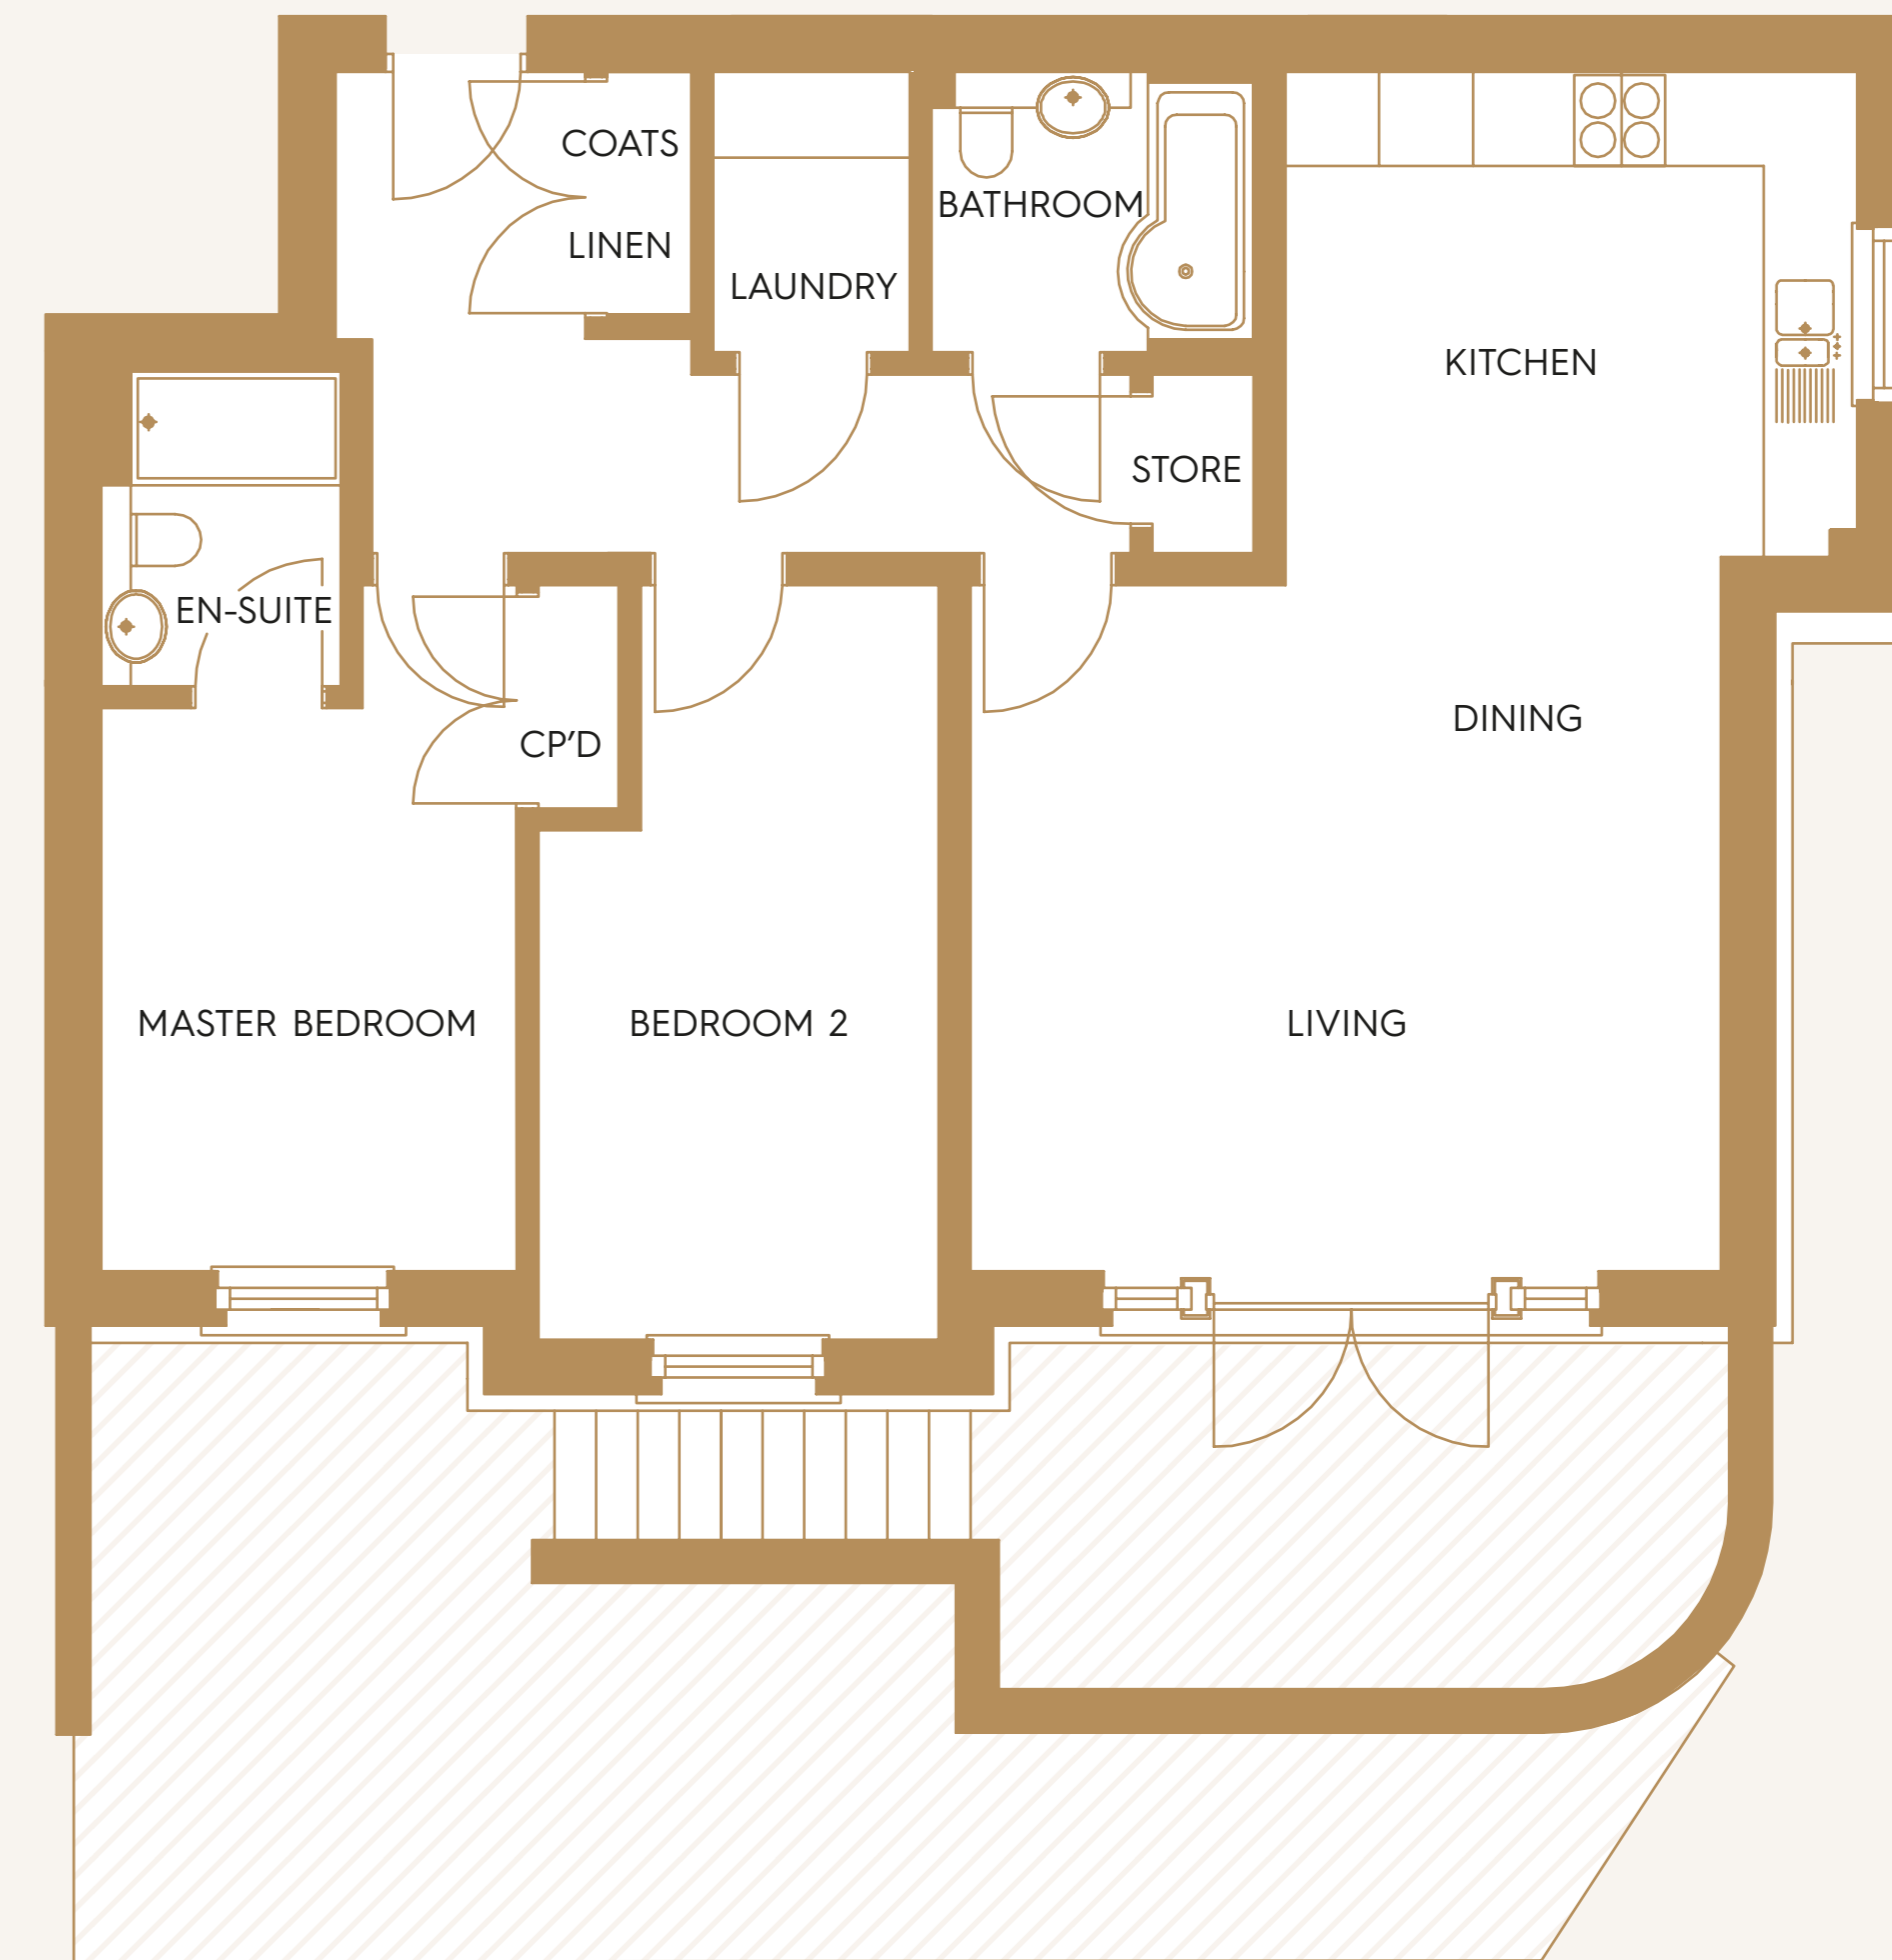 COATS
BATHROOM
LINEN
LAUNDRY
KITCHEN
STORE
EN-SUITE
DINING
CP'D
MASTER BEDROOM
BEDROOM 2
LIVING